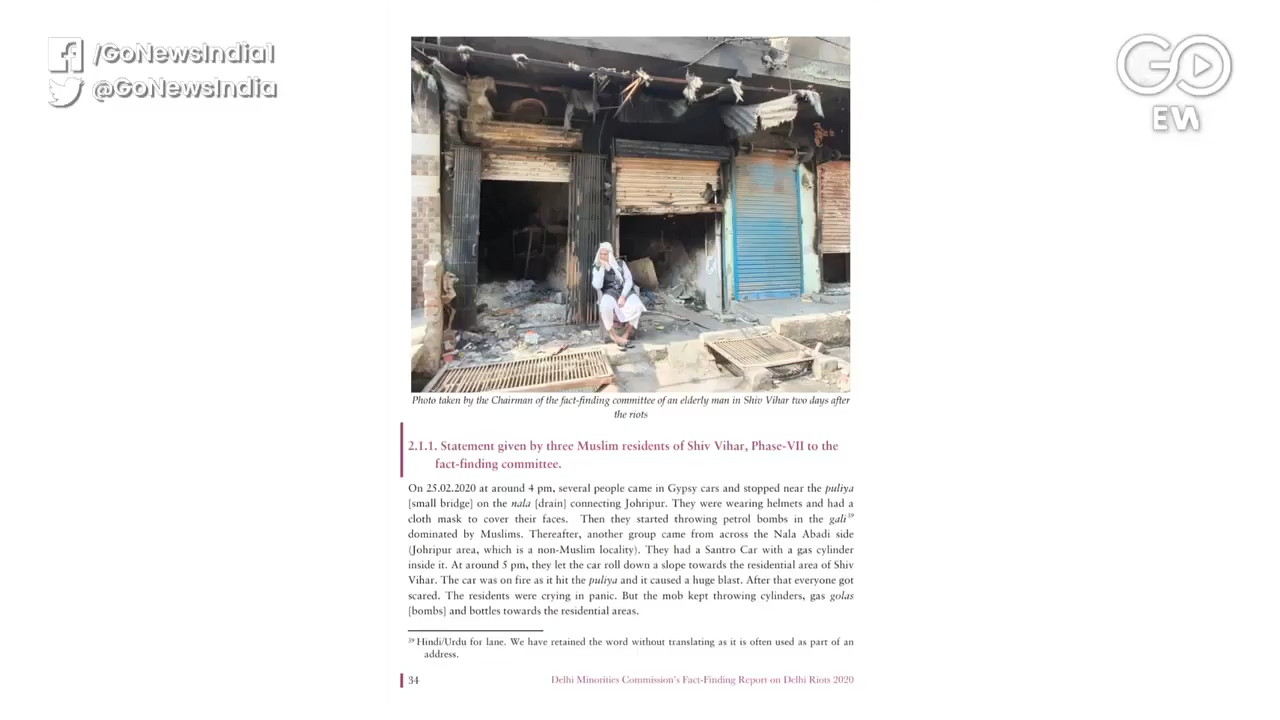 /GoNewsIndia1
@GoNewsIndia
GO
Photo taken by the Chairman of the fact-finding committee of an elderly man in Shiv Vihar two days after
the riots
2.1.1. Statement given by three Muslim residents of Shiv Vihar, Phase-VII to the
fact-finding committee.
On 25.02.2020 at around 4 pm, several people came in Gypsy cars and stopped near the puliya
[small bridge] on the nala [drain] connecting Johripur. They were wearing helmets and had a
cloth mask to cover their faces. Then they started throwing petrol bombs in the gali³⁹
dominated by Muslims. Thereafter, another group came from across the Nala Abadi side
(Johripur area, which is a non-Muslim locality). They had a Santro Car with a gas cylinder
inside it. At around 5 pm, they let the car roll down a slope towards the residential area of Shiv
Vihar. The car was on fire as it hit the puliya and it caused a huge blast. After that everyone got
scared. The residents were crying in panic. But the mob kept throwing cylinders, gas golas
[bombs] and bottles towards the residential areas.
³⁹ Hindi/Urdu for lane. We have retained the word without translating as it is often used as part of an
address.
34 Delhi Minorities Commission's Fact-Finding Report on Delhi Riots 2020